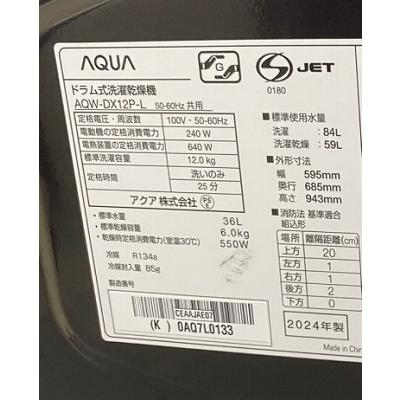 AQUA
ドラム式洗濯乾燥機
AQW-DX12P-L 50-60Hz 共用
定格電圧・周波数 100V・50-60Hz
電動機の定格消費電力 240 W
電熱装置の定格消費電力 640 W
標準洗濯容量 12.0kg
定格時間 洗いのみ
25分
アクア 株式会社 PS E
・標準水量 36L
・標準乾燥容量 6.0kg
・乾燥時定格消費電力(室温30℃) 550W
冷媒 R134a
冷媒封入量 85g
製造番号
CEAAJAE07
(K) 0AQ7L0133
G
S JET
0180
■標準使用水量
洗濯 : 84L
洗濯乾燥 : 59L
■外形寸法
幅 595mm
奥行 685mm
高さ 943mm
■消防法 基準適合
組込形
場所 離隔距離(cm)
上方 20
左方 1
右方 1
後方 2
下方 0
2024年製
Made in Chin